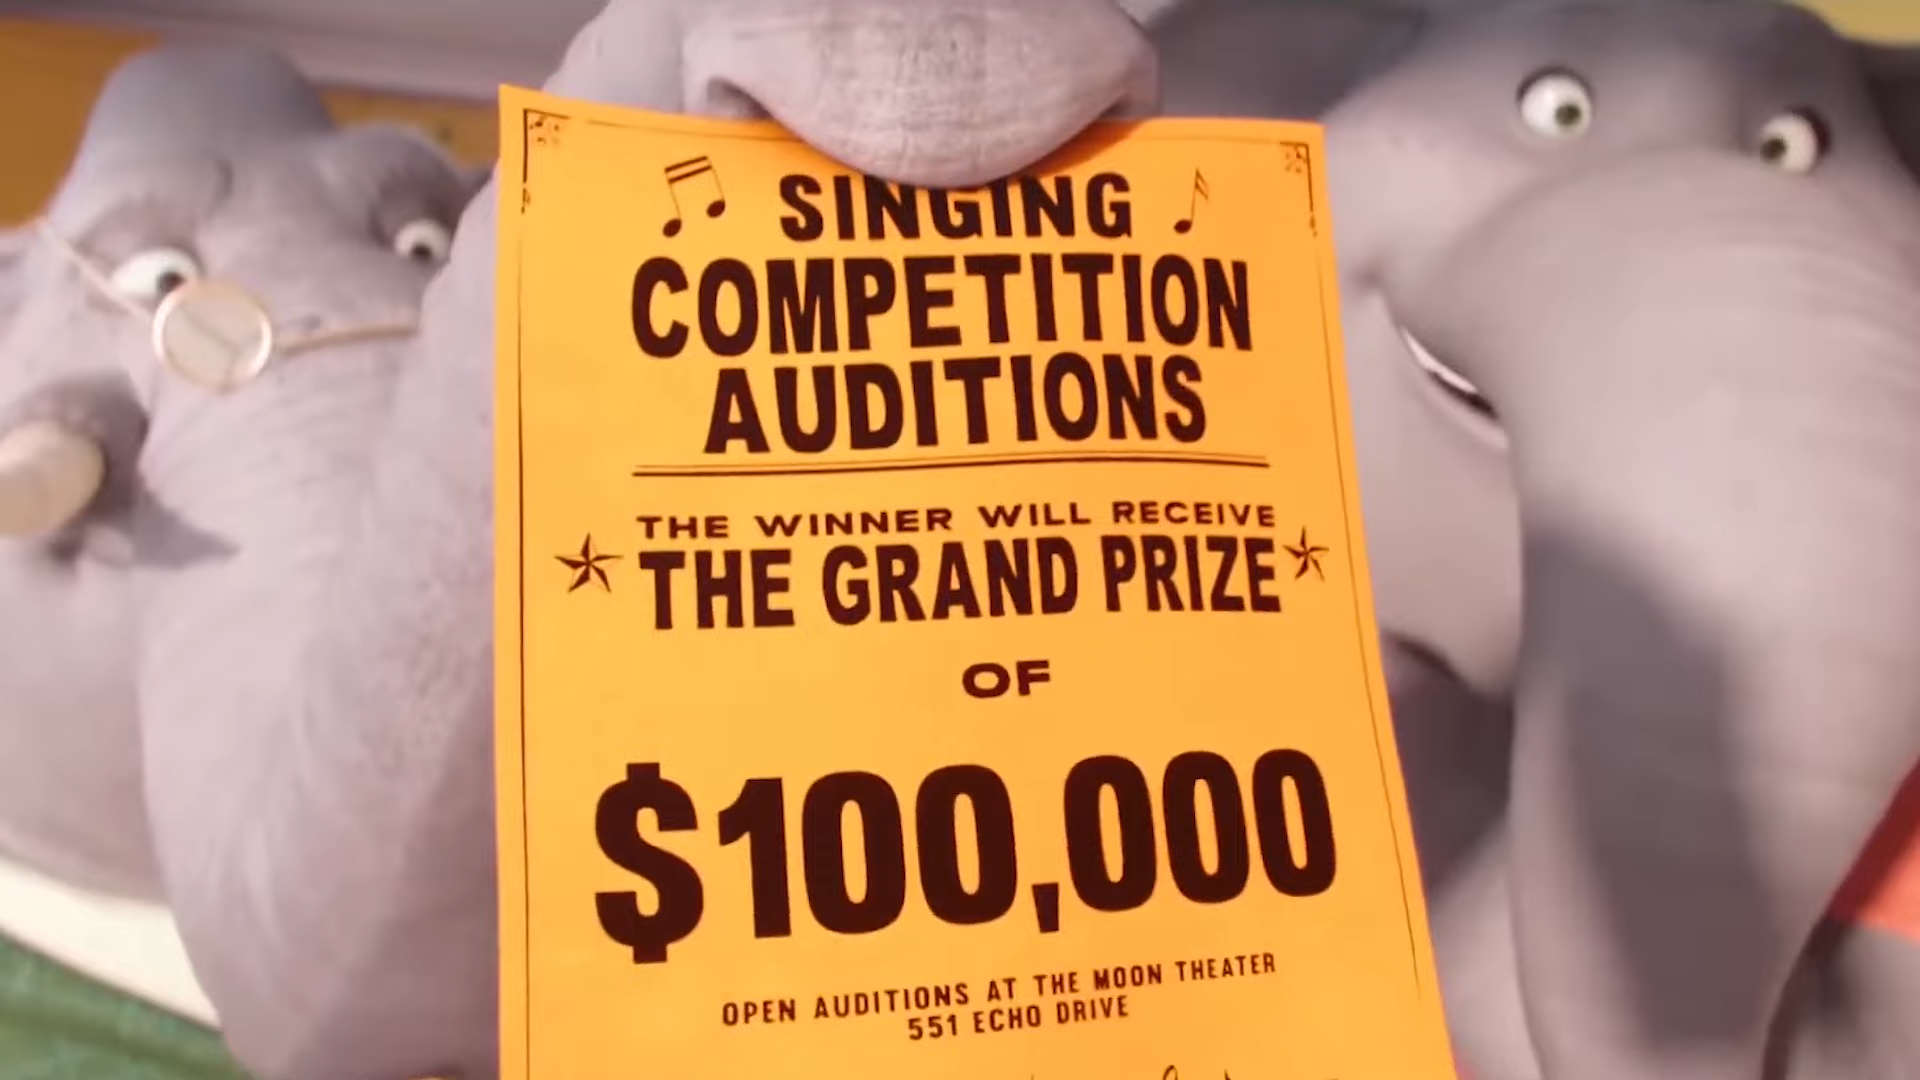 SINGING
COMPETITION
AUDITIONS
THE WINNER WILL RECEIVE
THE GRAND PRIZE
OF
$100,000
OPEN AUDITIONS AT THE MOON THEATER
551 ECHO DRIVE